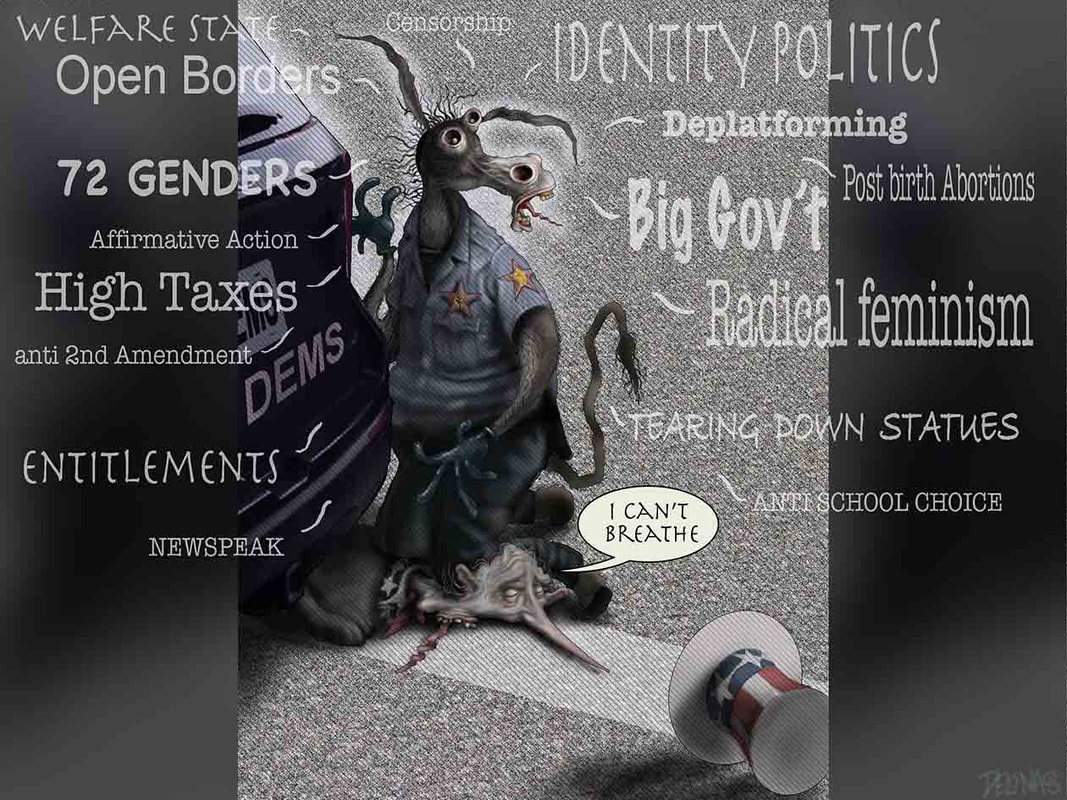 WELFARE STATE
Censorship
IDENTITY POLITICS
Open Borders
Deplatforming
72 GENDERS
Post birth Abortions
Big Gov't
Affirmative Action
High Taxes
Radical feminism
anti 2nd Amendment
DEMS
TEARING DOWN STATUES
ENTITLEMENTS
ANTI SCHOOL CHOICE
I CAN'T
BREATHE
NEWSPEAK